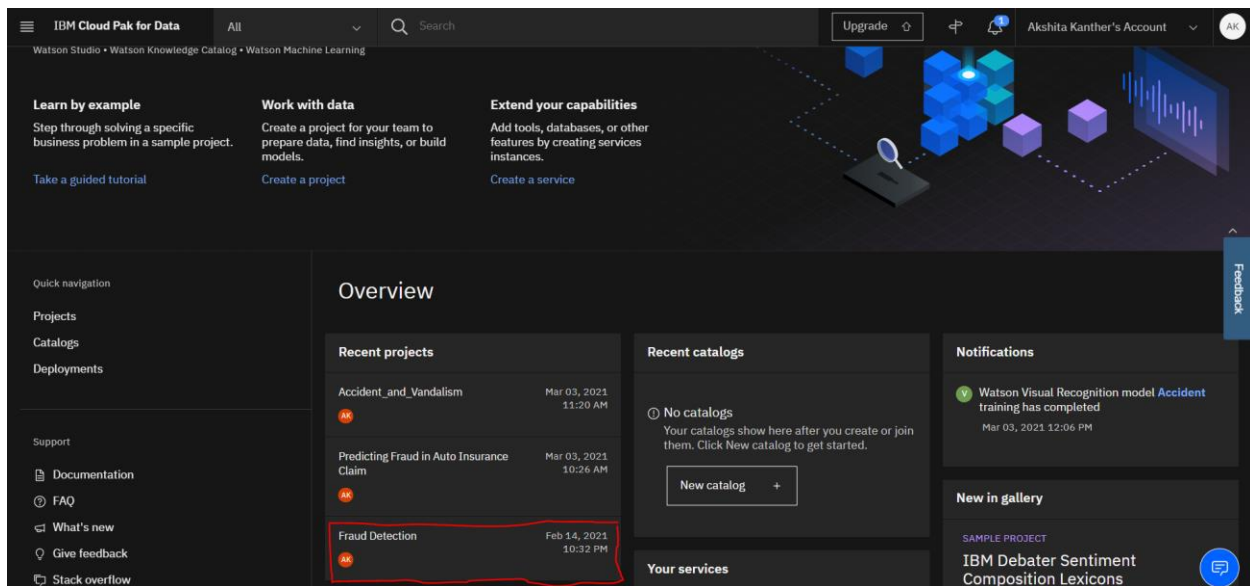 IBM Cloud Pak for Data
All
Search
Upgrade
1
Akshita Kanther's Account
AK
Watson Studio • Watson Knowledge Catalog • Watson Machine Learning
Learn by example
Step through solving a specific
business problem in a sample project.
Take a guided tutorial
Work with data
Create a project for your team to
prepare data, find insights, or build
models.
Create a project
Extend your capabilities
Add tools, databases, or other
features by creating services
instances.
Create a service
Feedback
Quick navigation
Projects
Catalogs
Deployments
Support
Documentation
FAQ
What's new
Give feedback
Stack overflow
Overview
Recent projects
Accident_and_Vandalism
Mar 03, 2021
11:20 AM
AK
Predicting Fraud in Auto Insurance
Claim
Mar 03, 2021
10:26 AM
AK
Fraud Detection
Feb 14, 2021
10:32 PM
AK
Recent catalogs
No catalogs
Your catalogs show here after you create or join
them. Click New catalog to get started.
New catalog +
Your services
Notifications
V
Watson Visual Recognition model Accident
training has completed
Mar 03, 2021 12:06 PM
New in gallery
SAMPLE PROJECT
IBM Debater Sentiment
Composition Lexicons